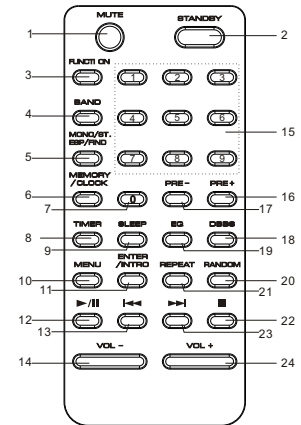 MUTE STANDBY
1 2
FUNCTI ON
3 1 2 3
BAND
4 4 5 6
MONO/ST.
ESP/RND
15
5 7 8 9
MEMORY
/CLOCK PRE- PRE+
6 0 16
7 17
TIMER SLEEP EQ DBBS
8 18
9 19
MENU ENTER
/INTRO REPEAT RANDOM
10 20
11 21
►/II I◄◄ ►►I ■
12 22
13 23
VOL - VOL +
14 24